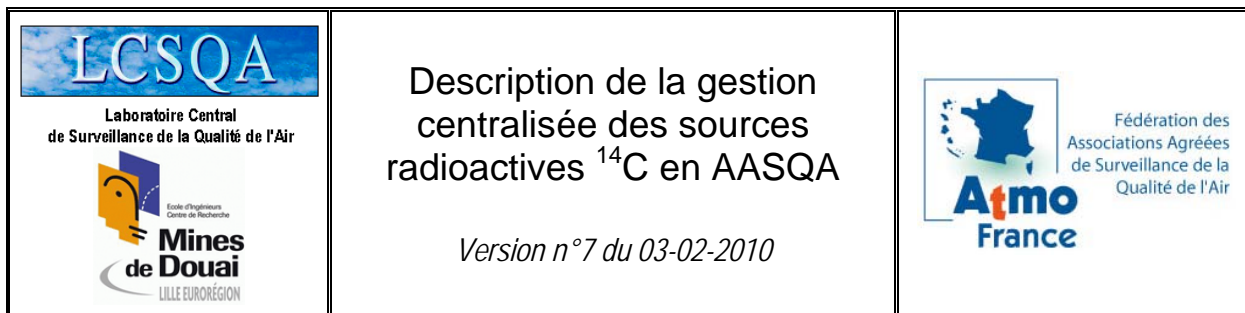 LCSQA
Laboratoire Central
de Surveillance de la Qualité de l'Air
Ecole d'Ingénieurs
Centre de Recherche
Mines
de Douai
LILLE EURORÉGION
Description de la gestion
centralisée des sources
radioactives ¹⁴C en AASQA
Version n°7 du 03-02-2010
Atmo
France
Fédération des
Associations Agréées
de Surveillance de la
Qualité de l'Air